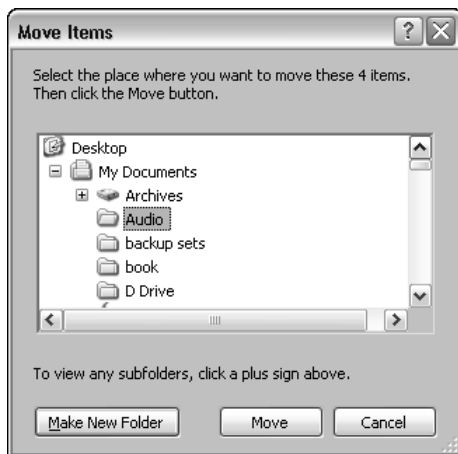 Move Items
Select the place where you want to move these 4 items.
Then click the Move button.
Desktop
My Documents
Archives
Audio
backup sets
book
D Drive
To view any subfolders, click a plus sign above.
Make New Folder
Move
Cancel